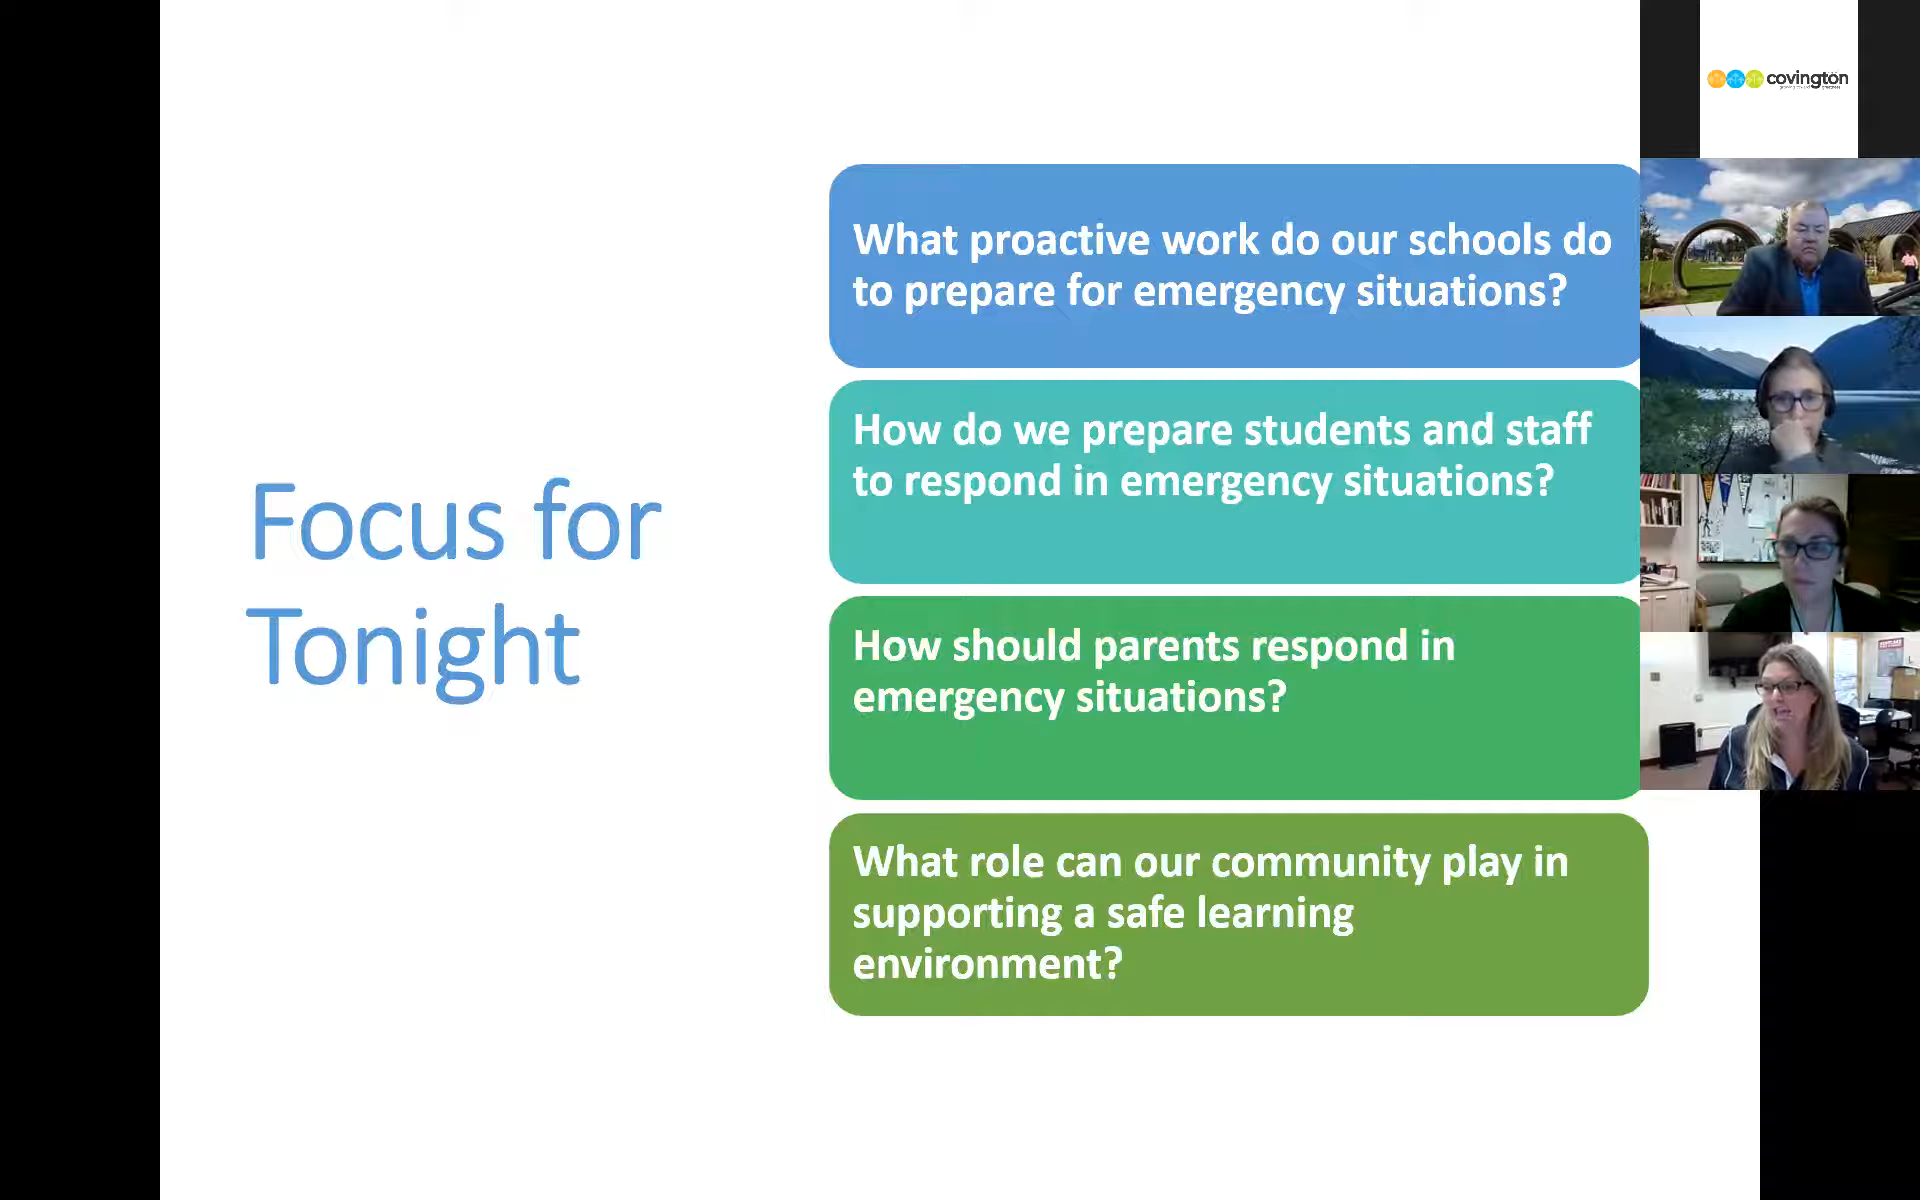 Focus for
Tonight
What proactive work do our schools do
to prepare for emergency situations?
How do we prepare students and staff
to respond in emergency situations?
How should parents respond in
emergency situations?
What role can our community play in
supporting a safe learning
environment?
covington